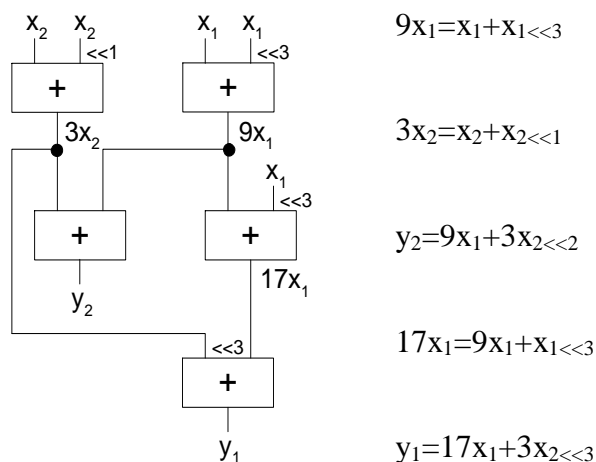 x₂ x₂ x₁ x₁
<<1 <<3
+ +
3x₂ 9x₁
x₁
<<3
+ +
17x₁
y₂
<<3
+
y₁
9x₁=x₁+x₁<<3
3x₂=x₂+x₂<<1
y₂=9x₁+3x₂<<2
17x₁=9x₁+x₁<<3
y₁=17x₁+3x₂<<3